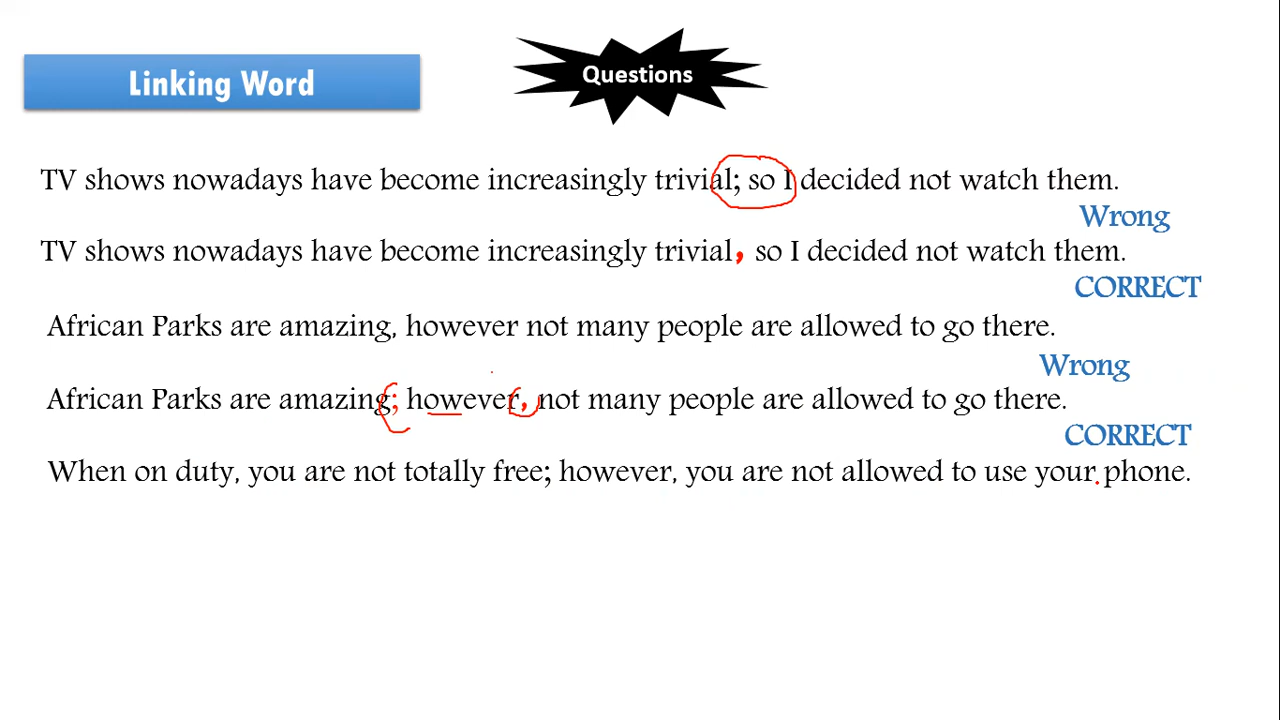 Linking Word
Questions
TV shows nowadays have become increasingly trivial; so I decided not watch them.
Wrong
TV shows nowadays have become increasingly trivial, so I decided not watch them.
CORRECT
African Parks are amazing, however not many people are allowed to go there.
Wrong
African Parks are amazing; however, not many people are allowed to go there.
CORRECT
When on duty, you are not totally free; however, you are not allowed to use your phone.